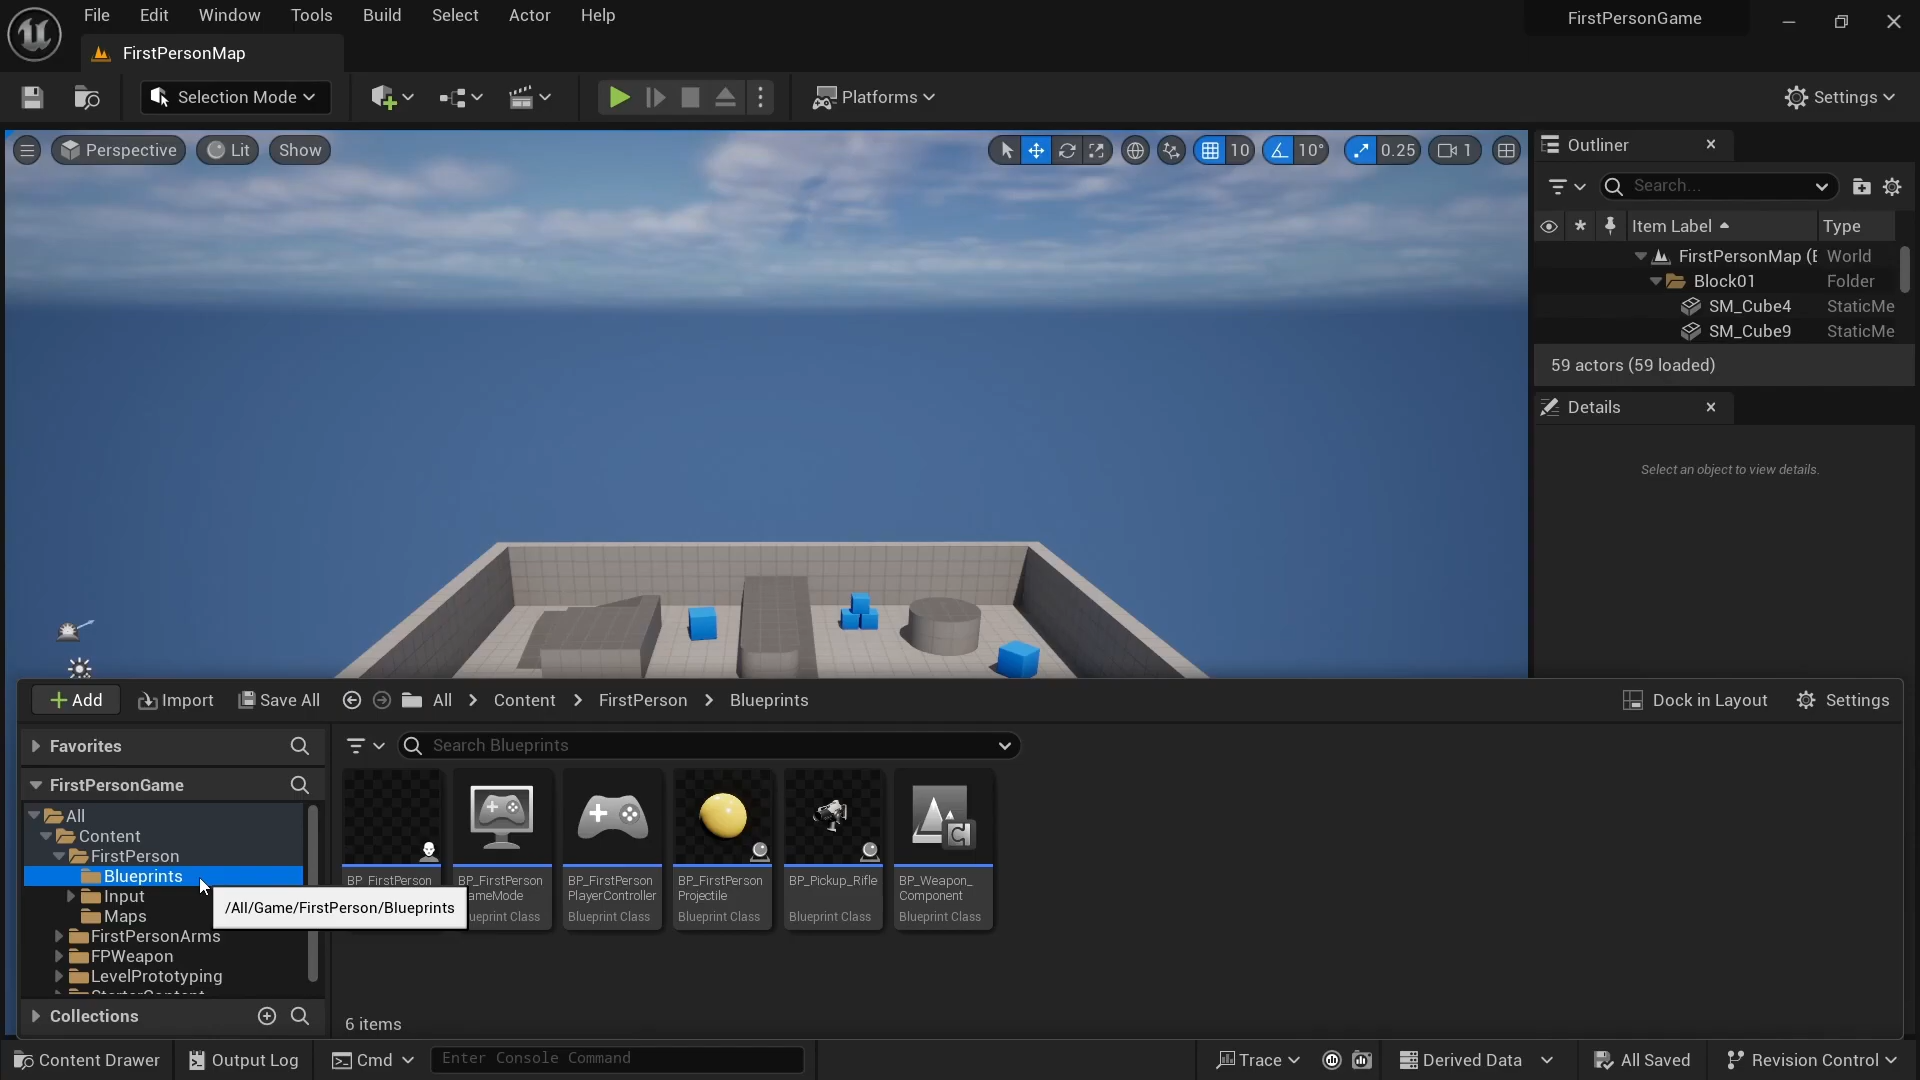 File Edit Window Tools Build Select Actor Help
FirstPersonGame
FirstPersonMap
Selection Mode
Platforms
Settings
Perspective
Lit
Show
10
10°
0.25
1
Outliner
Search...
Item Label
Type
FirstPersonMap (
World
Block01
Folder
SM_Cube4
StaticMe
SM_Cube9
StaticMe
59 actors (59 loaded)
Details
Select an object to view details.
Add
Import
Save All
All
Content
FirstPerson
Blueprints
Dock in Layout
Settings
Favorites
Search Blueprints
FirstPersonGame
All
Content
FirstPerson
Blueprints
Input
Maps
FirstPersonArms
FPWeapon
LevelPrototyping
/All/Game/FirstPerson/Blueprints
BP_FirstPerson
BP_FirstPerson
ameMode
ueprint Class
BP_FirstPerson
PlayerController
Blueprint Class
BP_FirstPerson
Projectile
Blueprint Class
BP_Pickup_Rifle
Blueprint Class
BP_Weapon_
Component
Blueprint Class
Collections
6 items
Content Drawer
Output Log
Cmd
Enter Console Command
Trace
Derived Data
All Saved
Revision Control